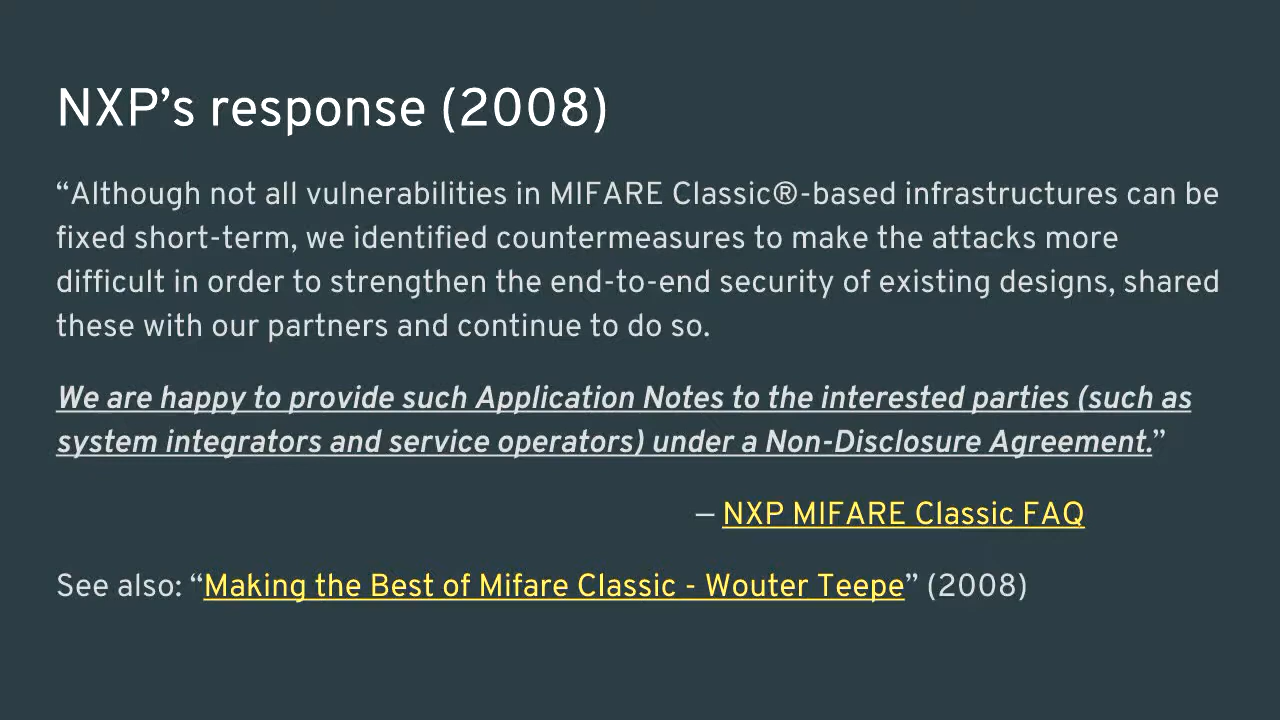 NXP’s response (2008)
“Although not all vulnerabilities in MIFARE Classic®-based infrastructures can be
fixed short-term, we identified countermeasures to make the attacks more
difficult in order to strengthen the end-to-end security of existing designs, shared
these with our partners and continue to do so.
We are happy to provide such Application Notes to the interested parties (such as
system integrators and service operators) under a Non-Disclosure Agreement.”
– NXP MIFARE Classic FAQ
See also: “Making the Best of Mifare Classic - Wouter Teepe” (2008)